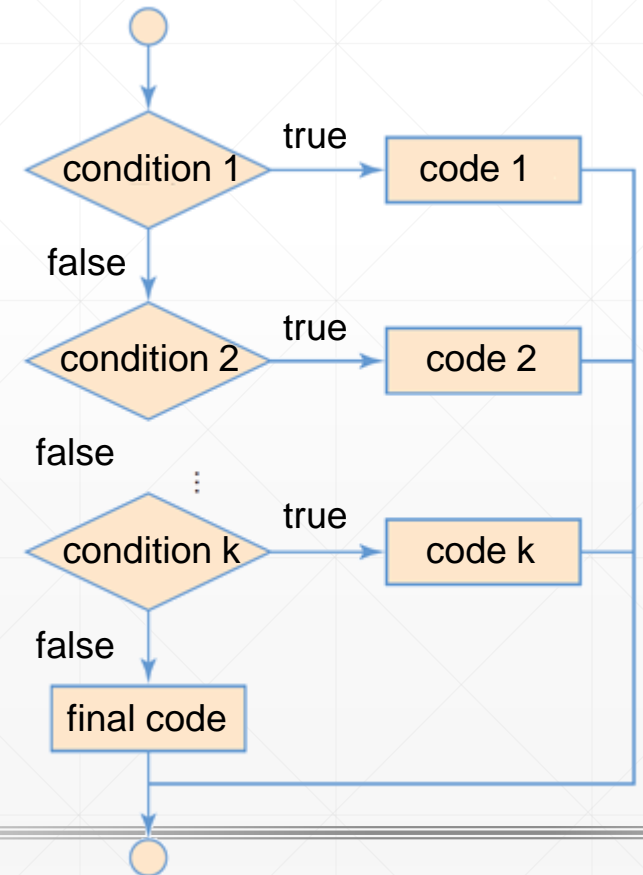 true
condition 1
code 1
false
true
condition 2
code 2
false
⋮
true
condition k
code k
false
final code